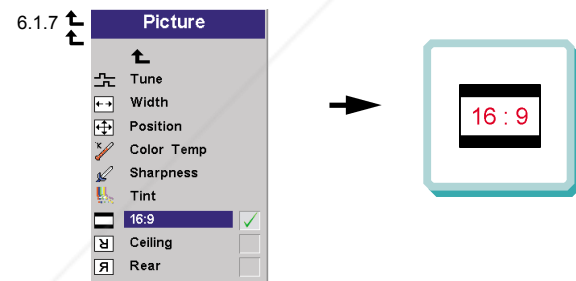 6.1.7
Picture
Tune
Width
Position
Color Temp
Sharpness
Tint
16:9
Ceiling
Rear
16 : 9